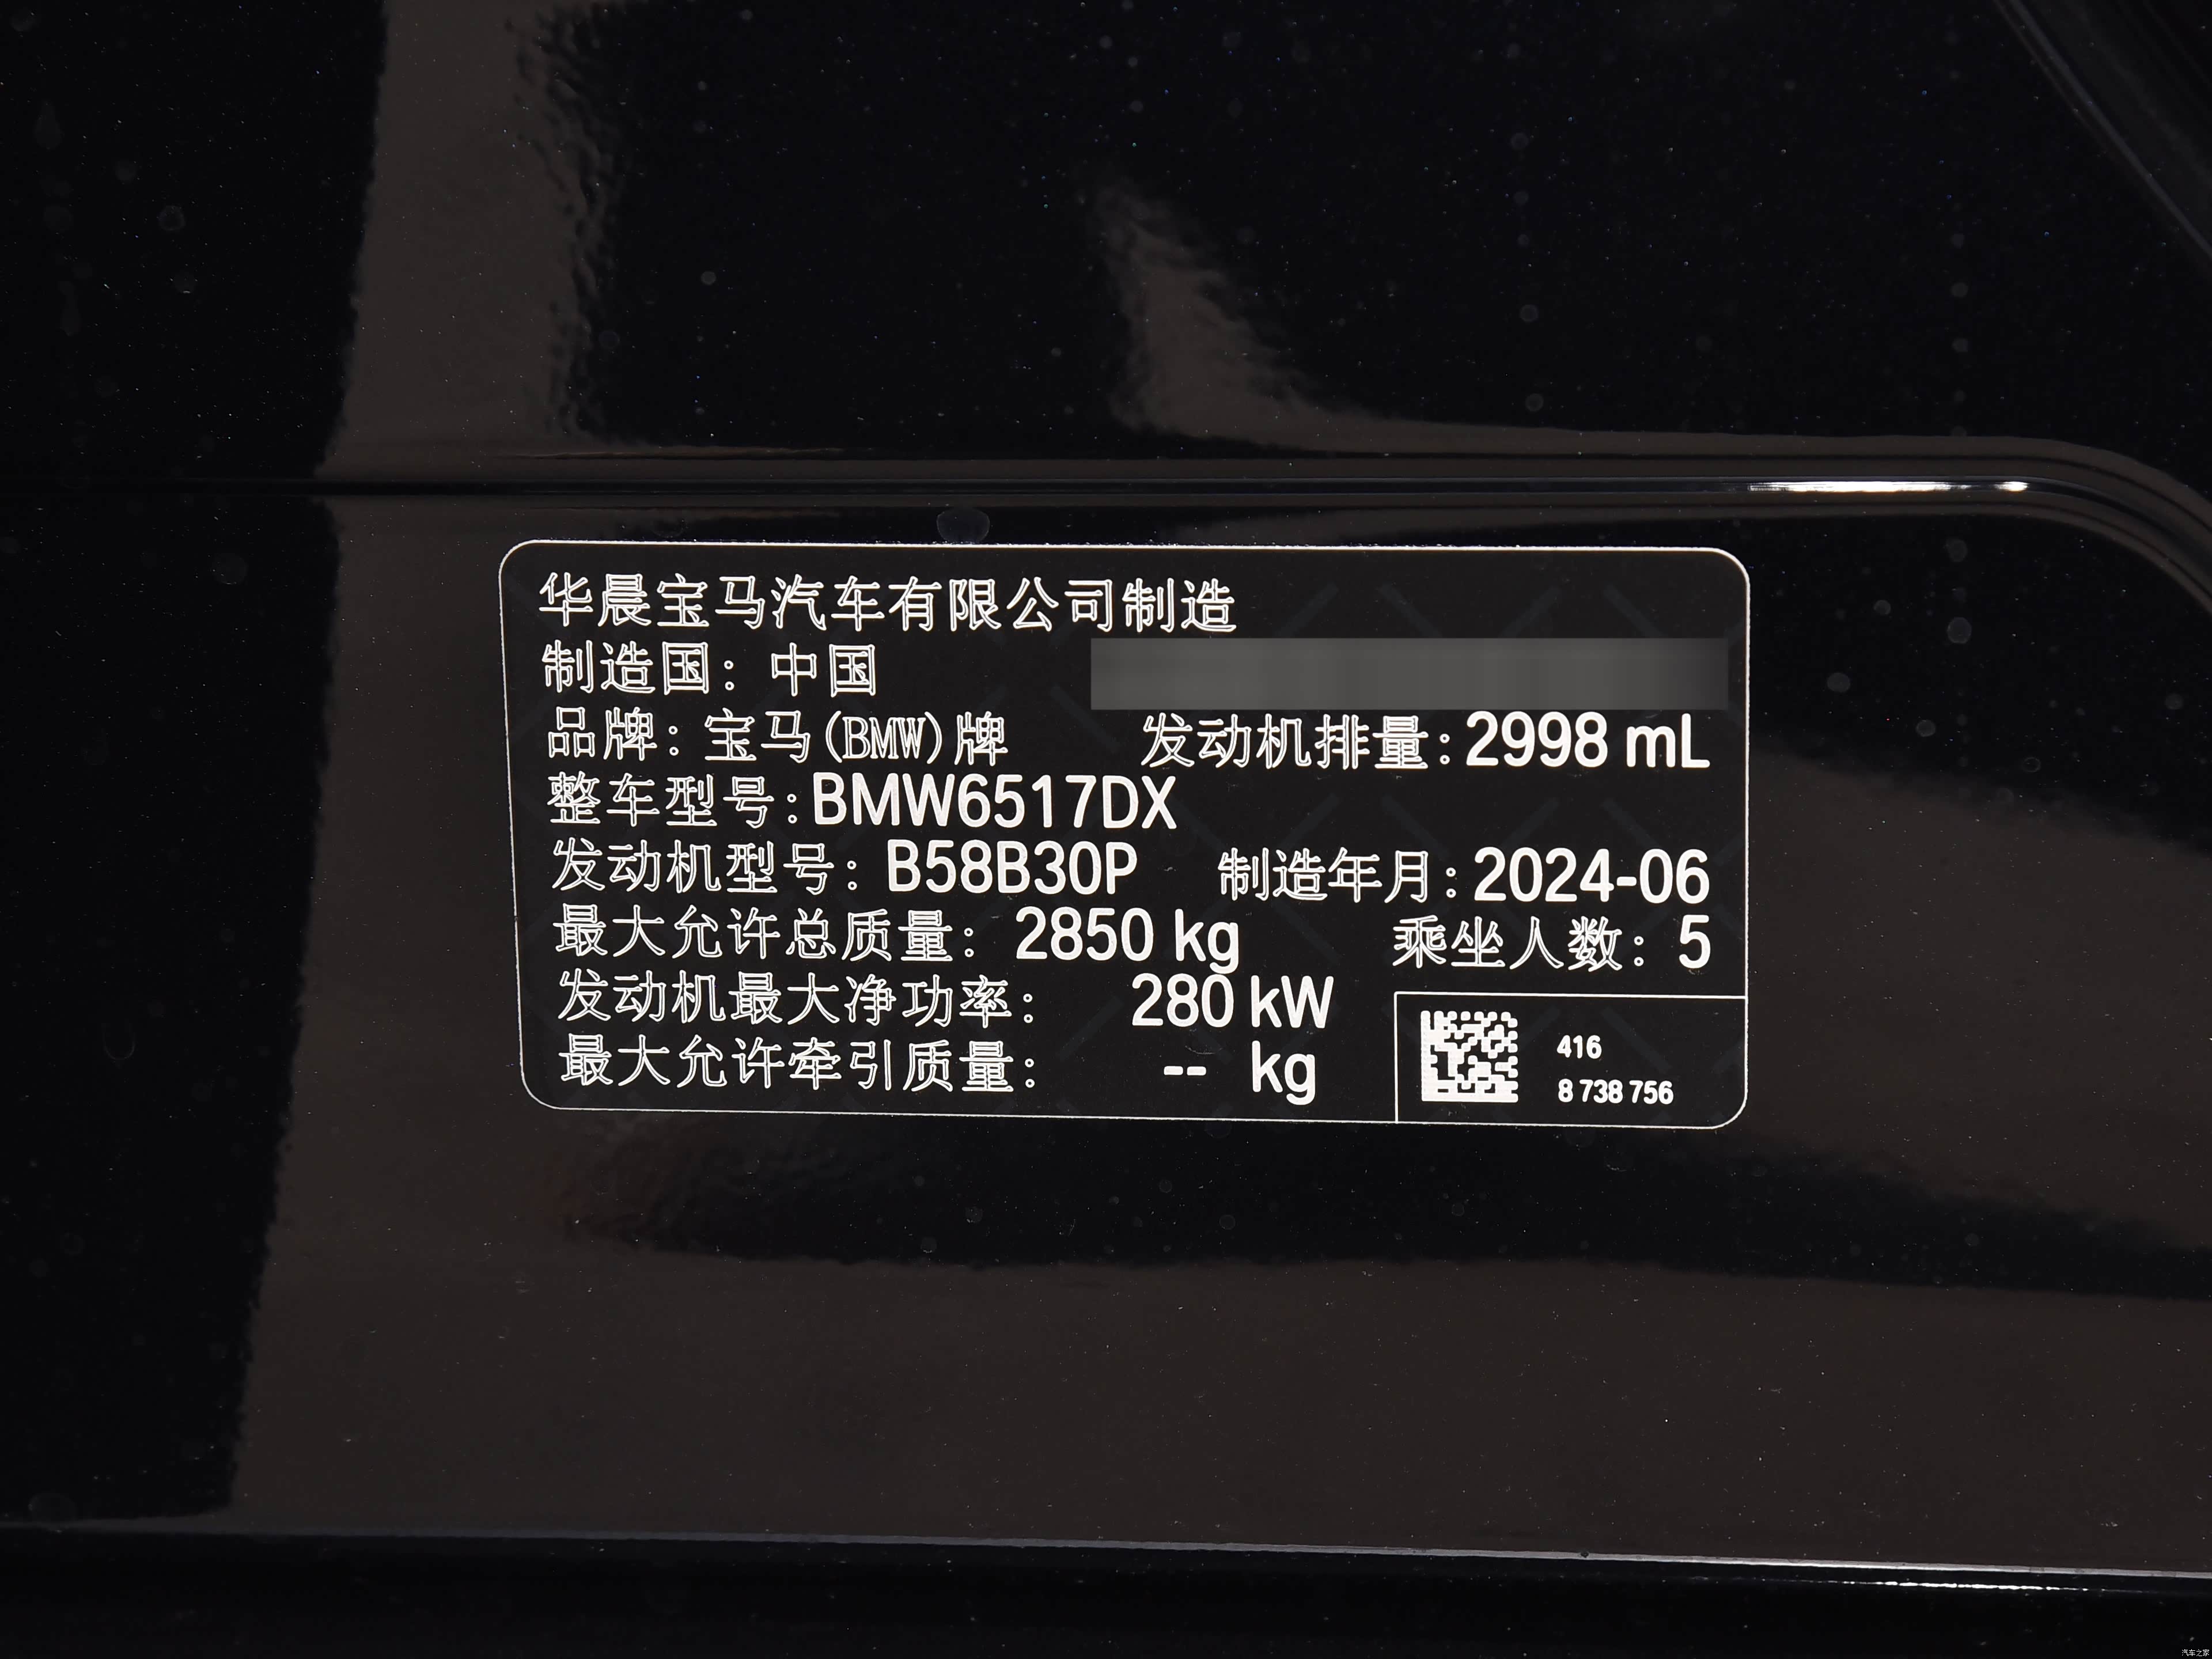 华晨宝马汽车有限公司制造
制造国：中国
品牌：宝马(BMW)牌 发动机排量：2998 mL
整车型号：BMW6517DX
发动机型号：B58B30P 制造年月：2024-06
最大允许总质量：2850 kg 乘坐人数：5
发动机最大净功率：280 kW
最大允许牵引质量：-- kg
416
8 738 756
汽车之家